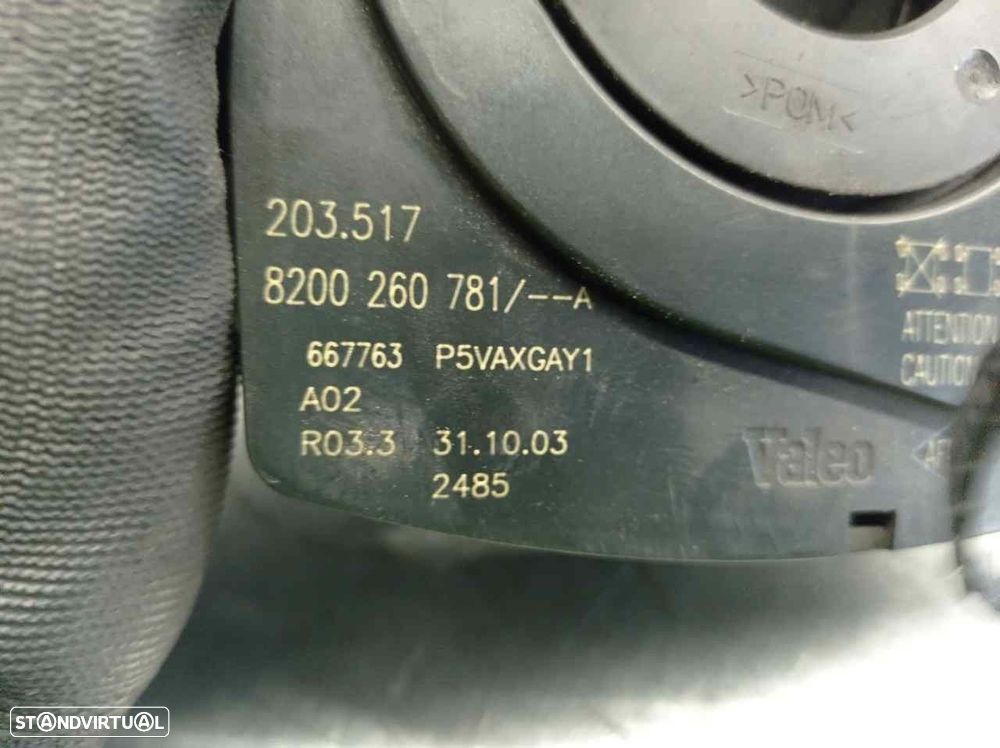 >POM<
203.517
8200 260 781/--A
667763 P5VAXGAY1
A02
R03.3 31.10.03
2485
ATTENTION
CAUTION
Valeo
STANDVIRTUAL